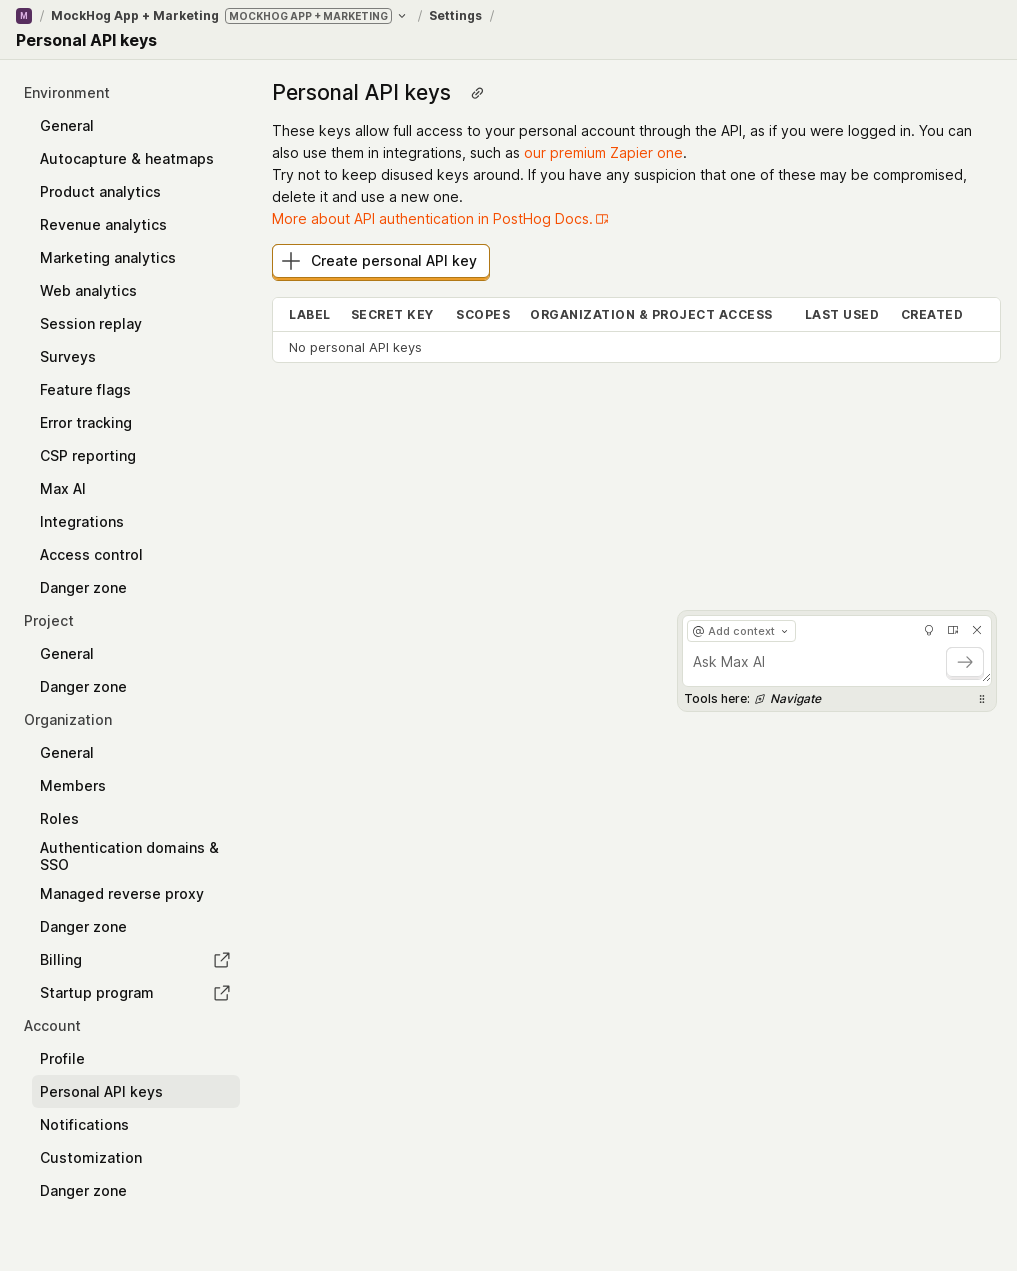 M / MockHog App + Marketing MOCKHOG APP + MARKETING / Settings /
Personal API keys
Environment
General
Autocapture & heatmaps
Product analytics
Revenue analytics
Marketing analytics
Web analytics
Session replay
Surveys
Feature flags
Error tracking
CSP reporting
Max AI
Integrations
Access control
Danger zone
Project
General
Danger zone
Organization
General
Members
Roles
Authentication domains &
SSO
Managed reverse proxy
Danger zone
Billing
Startup program
Account
Profile
Personal API keys
Notifications
Customization
Danger zone
Personal API keys
These keys allow full access to your personal account through the API, as if you were logged in. You can
also use them in integrations, such as our premium Zapier one.
Try not to keep disused keys around. If you have any suspicion that one of these may be compromised,
delete it and use a new one.
More about API authentication in PostHog Docs.
Create personal API key
LABEL SECRET KEY SCOPES ORGANIZATION & PROJECT ACCESS LAST USED CREATED
No personal API keys
@ Add context
Ask Max AI
Tools here: Navigate